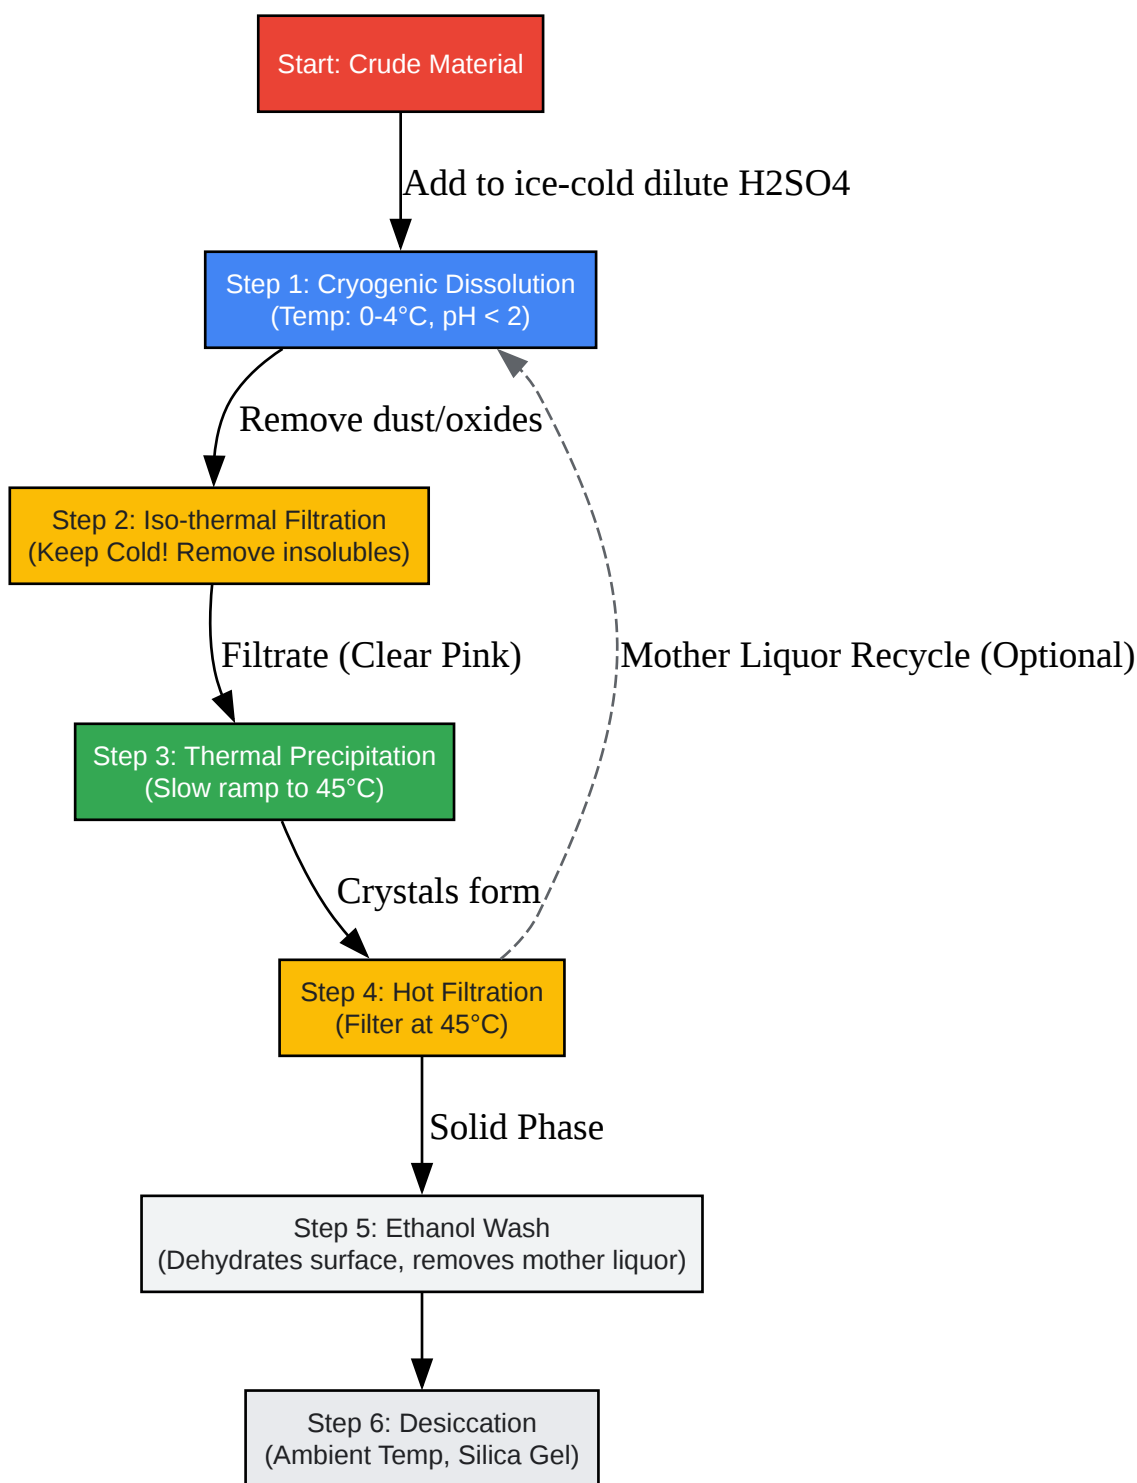 Start: Crude Material
Add to ice-cold dilute H2SO4
Step 1: Cryogenic Dissolution
(Temp: 0-4°C, pH < 2)
Remove dust/oxides
Step 2: Iso-thermal Filtration
(Keep Cold! Remove insolubles)
Filtrate (Clear Pink)
Mother Liquor Recycle (Optional)
Step 3: Thermal Precipitation
(Slow ramp to 45°C)
Crystals form
Step 4: Hot Filtration
(Filter at 45°C)
Solid Phase
Step 5: Ethanol Wash
(Dehydrates surface, removes mother liquor)
Step 6: Desiccation
(Ambient Temp, Silica Gel)